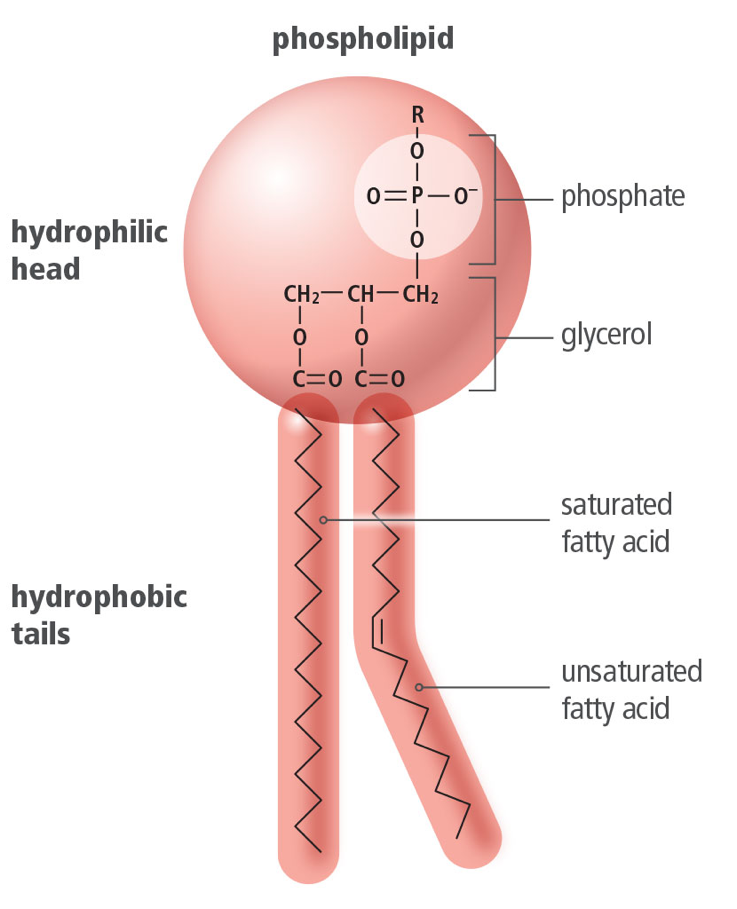 phospholipid
R
O
O=P—O⁻
O
phosphate
hydrophilic
head
CH₂—CH—CH₂
O O
C=O C=O
glycerol
saturated
fatty acid
hydrophobic
tails
unsaturated
fatty acid